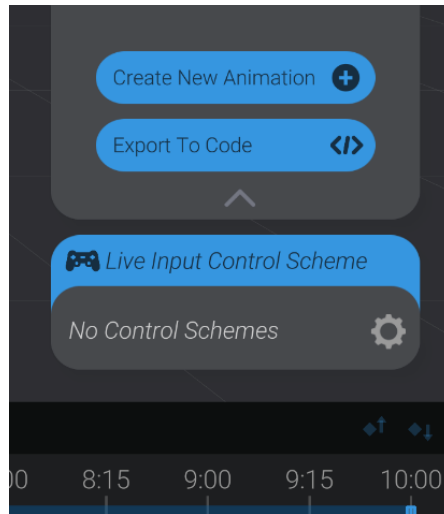 Create New Animation
Export To Code </>
Live Input Control Scheme
No Control Schemes
00 8:15 9:00 9:15 10:00